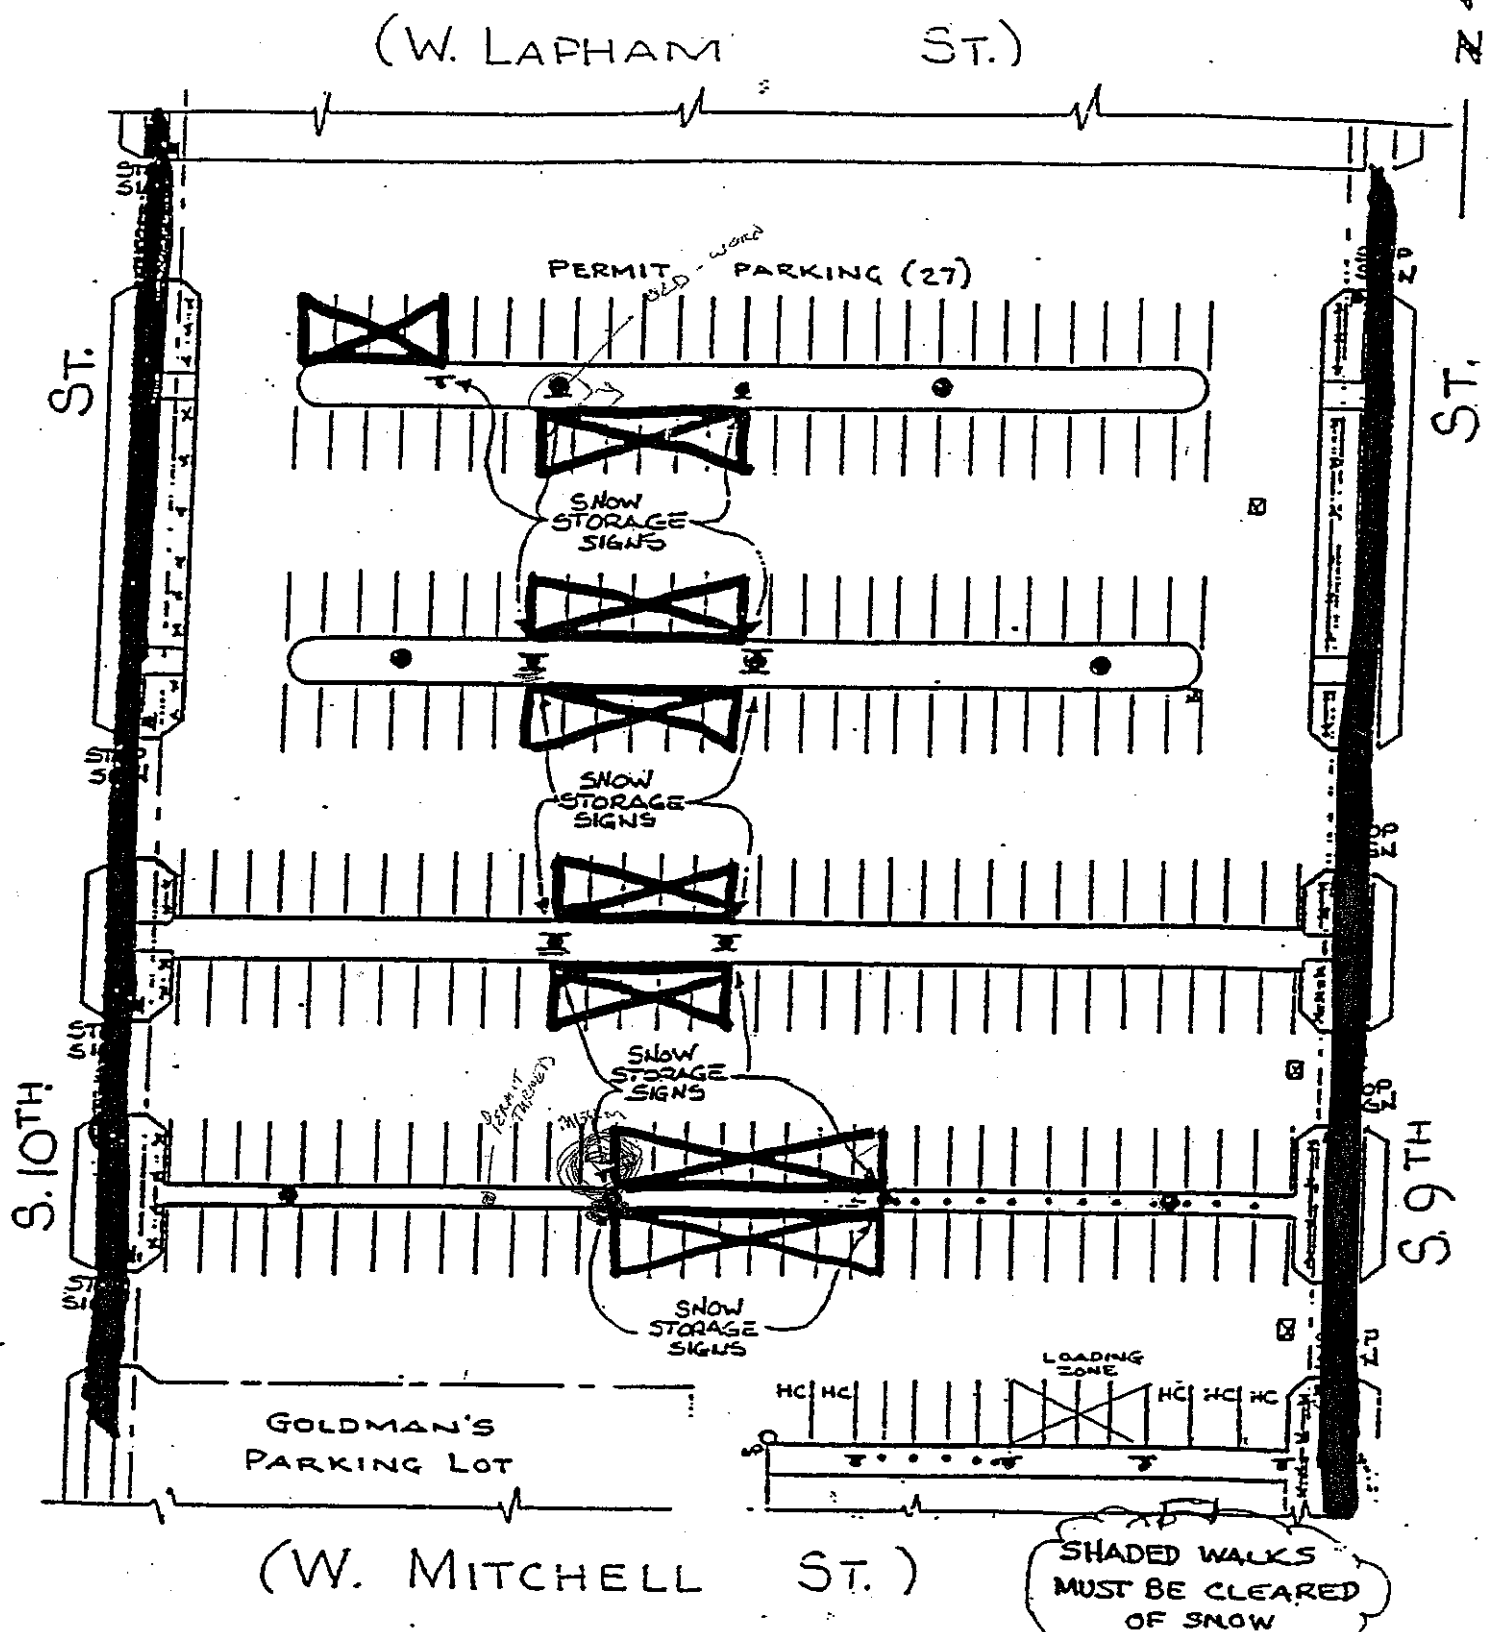 (W. LAPHAM ST.)
N
PERMIT PARKING (27)
ST.
ST.
SNOW
STORAGE
SIGNS
SNOW
STORAGE
SIGNS
SNOW
STORAGE
SIGNS
PERMIT
S. 10TH.
S. 9TH
SNOW
STORAGE
SIGNS
LOADING
ZONE
HC HC HC HC HC
GOLDMAN'S
PARKING LOT
(W. MITCHELL ST.)
SHADED WALKS
MUST BE CLEARED
OF SNOW